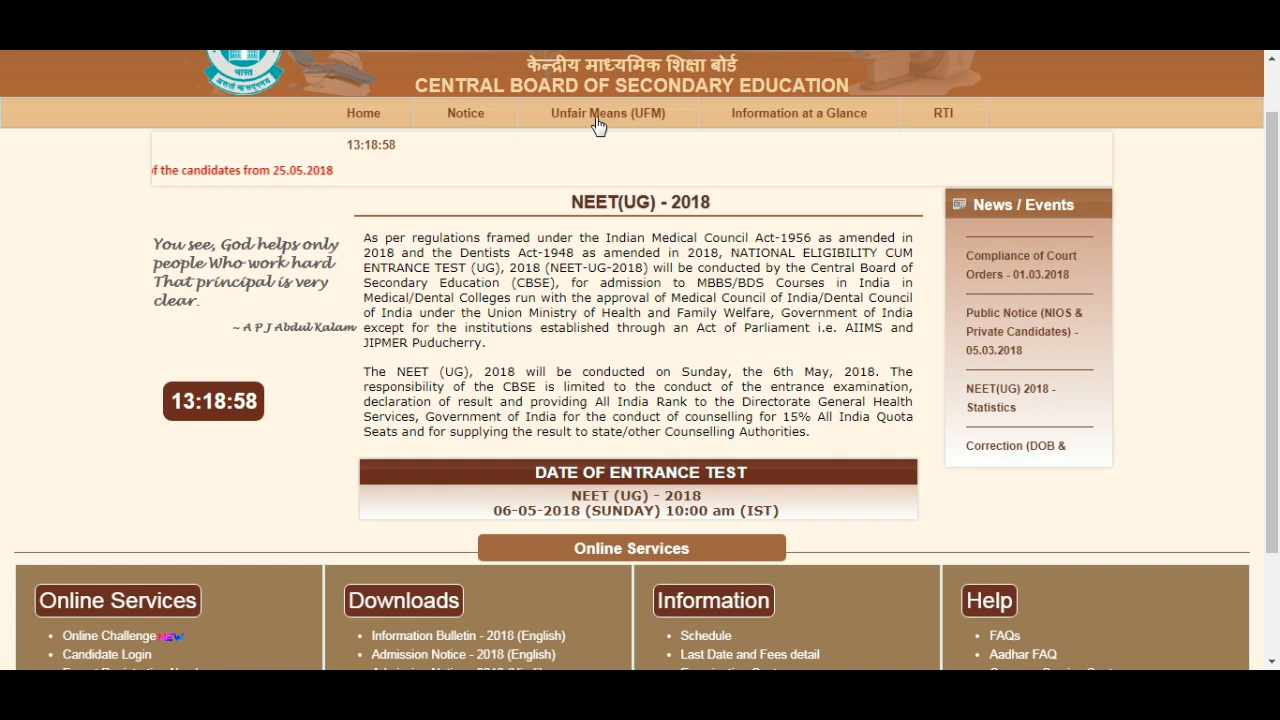 भारत
केन्द्रीय माध्यमिक शिक्षा बोर्ड
CENTRAL BOARD OF SECONDARY EDUCATION
Home
Notice
Unfair Means (UFM)
Information at a Glance
RTI
13:18:58
of the candidates from 25.05.2018
You see, God helps only
people Who work hard
That principal is very
clear.
~ A P J Abdul Kalam
13:18:58
NEET(UG) - 2018
As per regulations framed under the Indian Medical Council Act-1956 as amended in
2018 and the Dentists Act-1948 as amended in 2018, NATIONAL ELIGIBILITY CUM
ENTRANCE TEST (UG), 2018 (NEET-UG-2018) will be conducted by the Central Board of
Secondary Education (CBSE), for admission to MBBS/BDS Courses in India in
Medical/Dental Colleges run with the approval of Medical Council of India/Dental Council
of India under the Union Ministry of Health and Family Welfare, Government of India
except for the institutions established through an Act of Parliament i.e. AIIMS and
JIPMER Puducherry.
The NEET (UG), 2018 will be conducted on Sunday, the 6th May, 2018. The
responsibility of the CBSE is limited to the conduct of the entrance examination,
declaration of result and providing All India Rank to the Directorate General Health
Services, Government of India for the conduct of counselling for 15% All India Quota
Seats and for supplying the result to state/other Counselling Authorities.
DATE OF ENTRANCE TEST
NEET (UG) - 2018
06-05-2018 (SUNDAY) 10:00 am (IST)
News / Events
Compliance of Court
Orders - 01.03.2018
Public Notice (NIOS &
Private Candidates) -
05.03.2018
NEET(UG) 2018 -
Statistics
Correction (DOB &
Online Services
Online Services
• Online Challenge NEW
• Candidate Login
Downloads
• Information Bulletin - 2018 (English)
• Admission Notice - 2018 (English)
Information
• Schedule
• Last Date and Fees detail
Help
• FAQs
• Aadhar FAQ